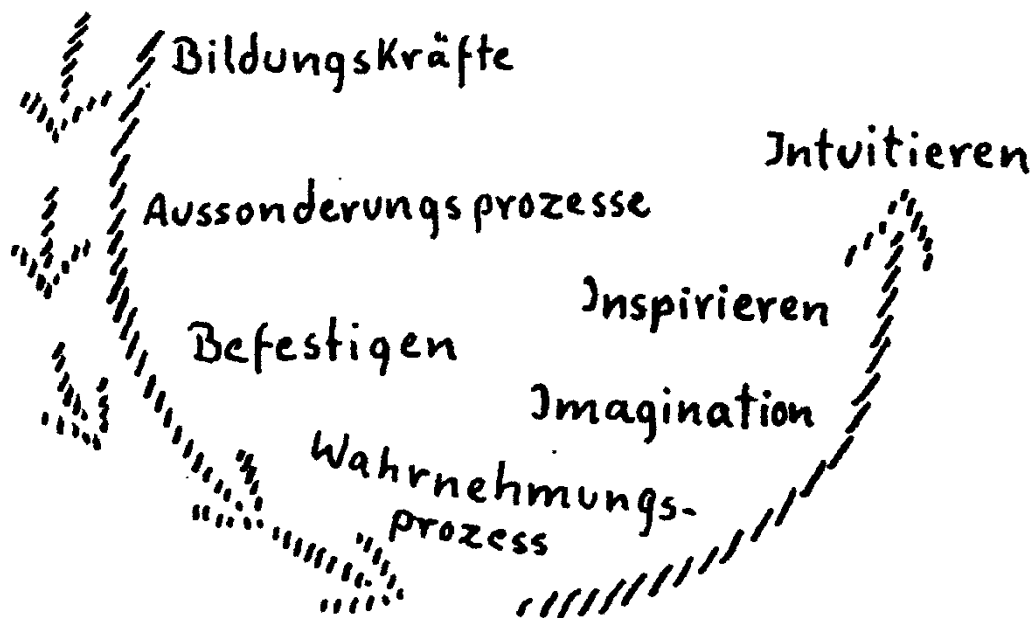 Bildungskräfte
Aussonderungsprozesse
Befestigen
Wahrnehmungs-
prozess
Imagination
Inspirieren
Intuitieren